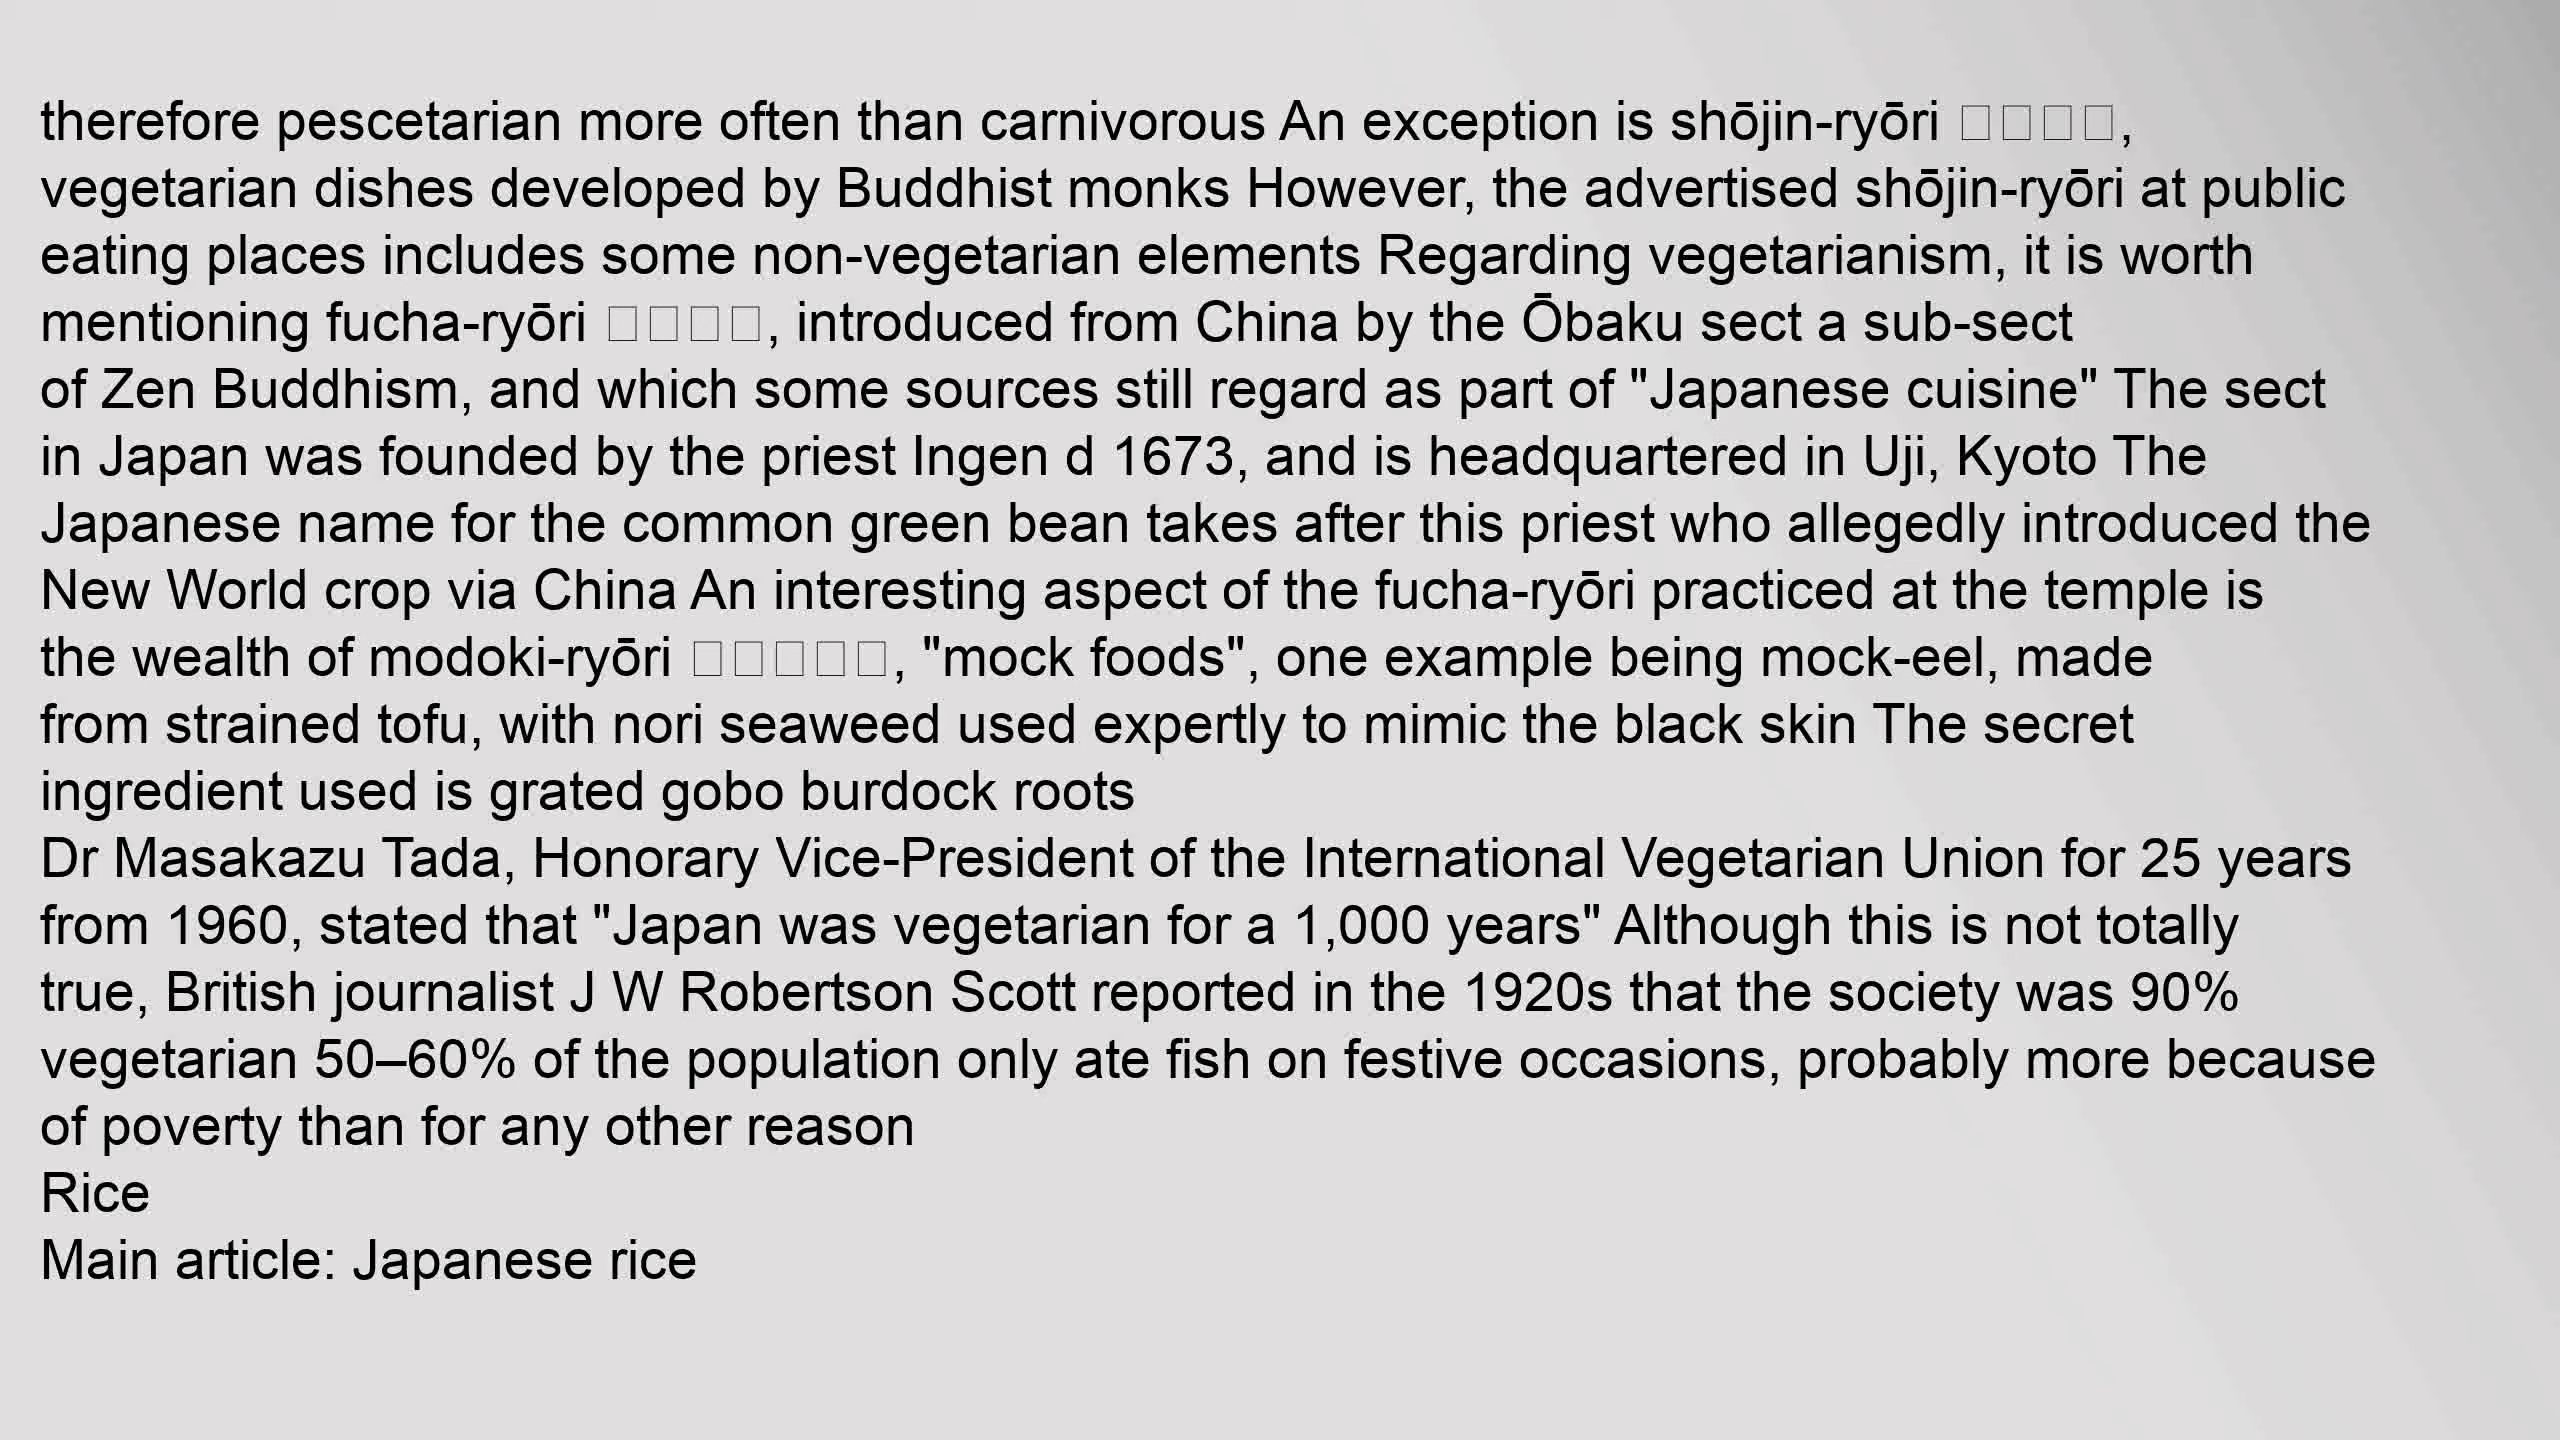 therefore pescetarian more often than carnivorous An exception is shōjin-ryōri □□□□,
vegetarian dishes developed by Buddhist monks However, the advertised shōjin-ryōri at public
eating places includes some non-vegetarian elements Regarding vegetarianism, it is worth
mentioning fucha-ryōri □□□□, introduced from China by the Ōbaku sect a sub-sect
of Zen Buddhism, and which some sources still regard as part of "Japanese cuisine" The sect
in Japan was founded by the priest Ingen d 1673, and is headquartered in Uji, Kyoto The
Japanese name for the common green bean takes after this priest who allegedly introduced the
New World crop via China An interesting aspect of the fucha-ryōri practiced at the temple is
the wealth of modoki-ryōri □□□□□, "mock foods", one example being mock-eel, made
from strained tofu, with nori seaweed used expertly to mimic the black skin The secret
ingredient used is grated gobo burdock roots
Dr Masakazu Tada, Honorary Vice-President of the International Vegetarian Union for 25 years
from 1960, stated that "Japan was vegetarian for a 1,000 years" Although this is not totally
true, British journalist J W Robertson Scott reported in the 1920s that the society was 90%
vegetarian 50–60% of the population only ate fish on festive occasions, probably more because
of poverty than for any other reason
Rice
Main article: Japanese rice